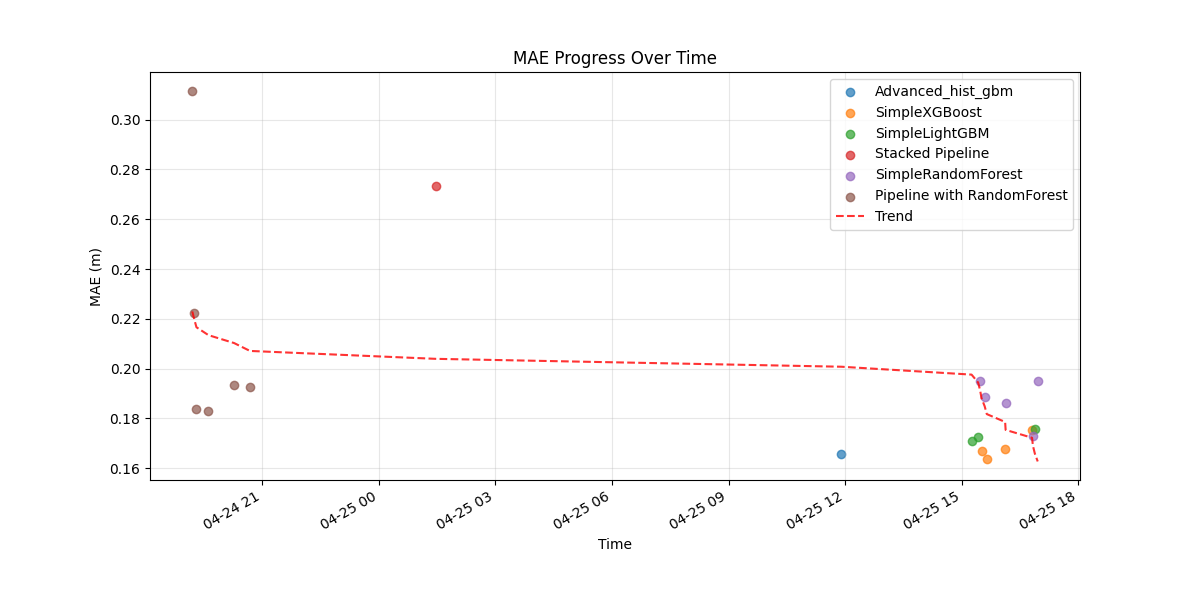 MAE Progress Over Time
Advanced_hist_gbm
SimpleXGBoost
SimpleLightGBM
Stacked Pipeline
SimpleRandomForest
Pipeline with RandomForest
Trend
MAE (m)
0.30
0.28
0.26
0.24
0.22
0.20
0.18
0.16
04-24 21
04-25 00
04-25 03
04-25 06
04-25 09
04-25 12
04-25 15
04-25 18
Time